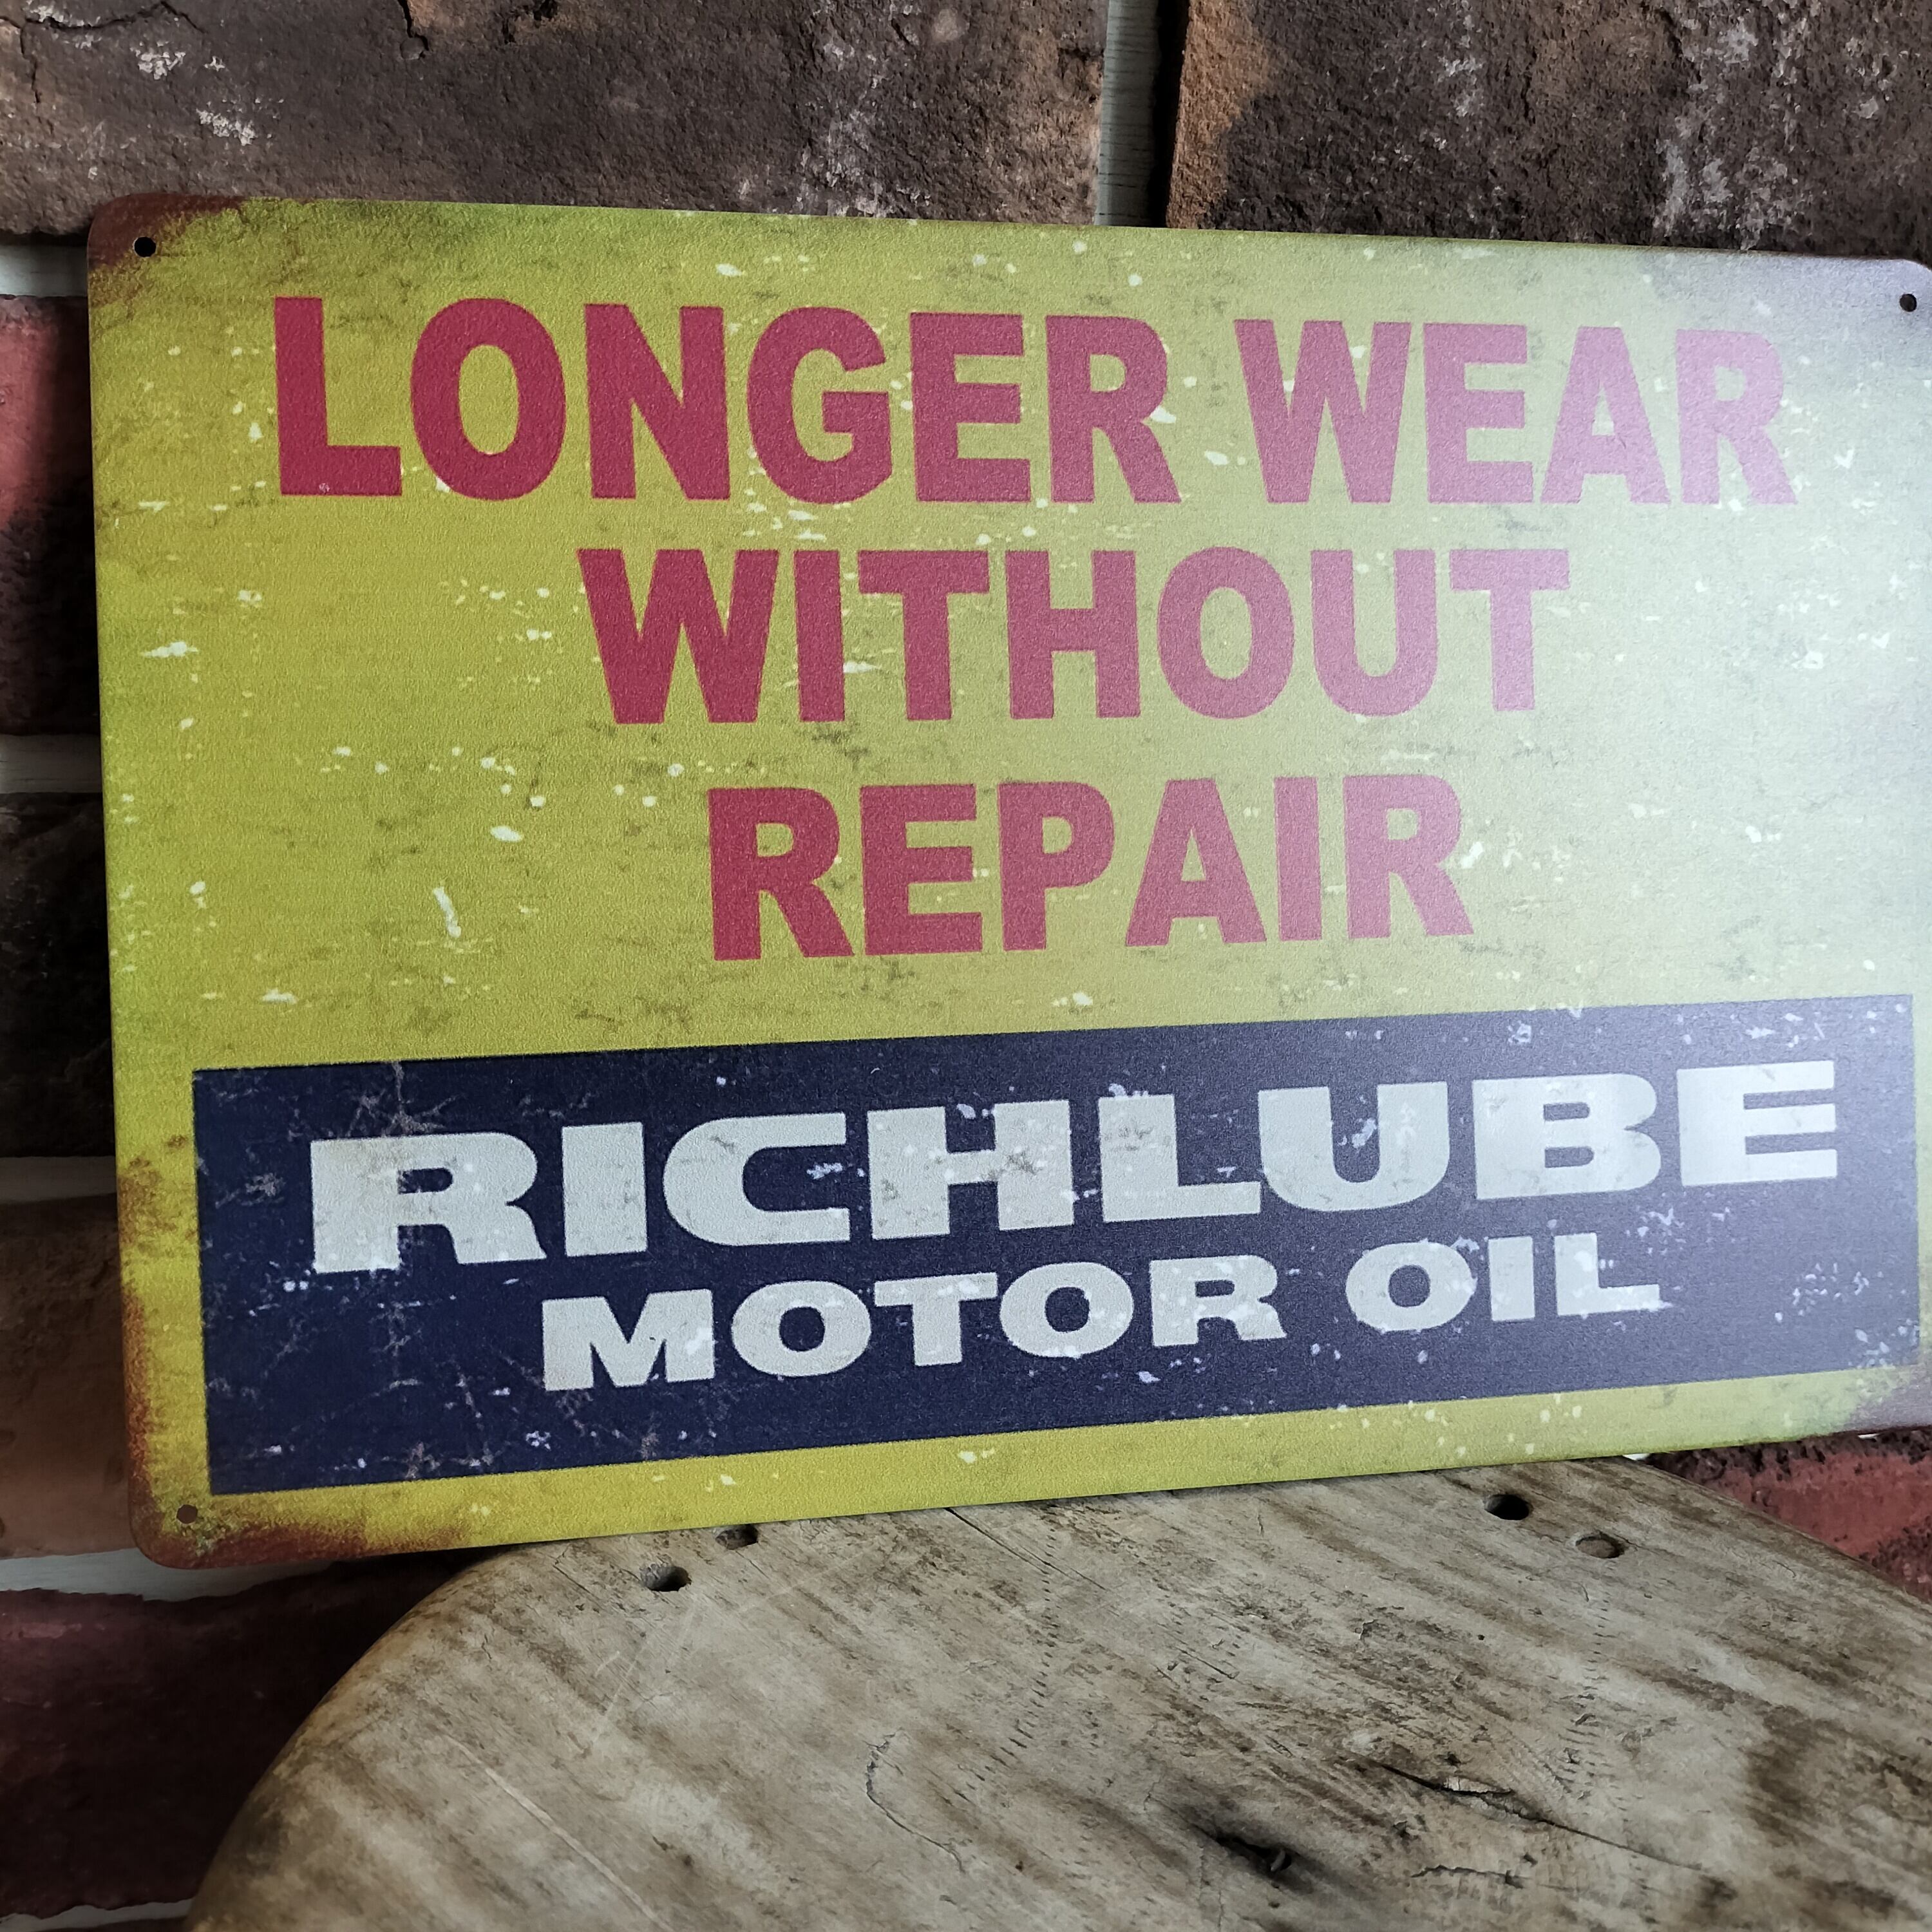 LONGER WEAR
WITHOUT
REPAIR
RICHLUBE
MOTOR OIL